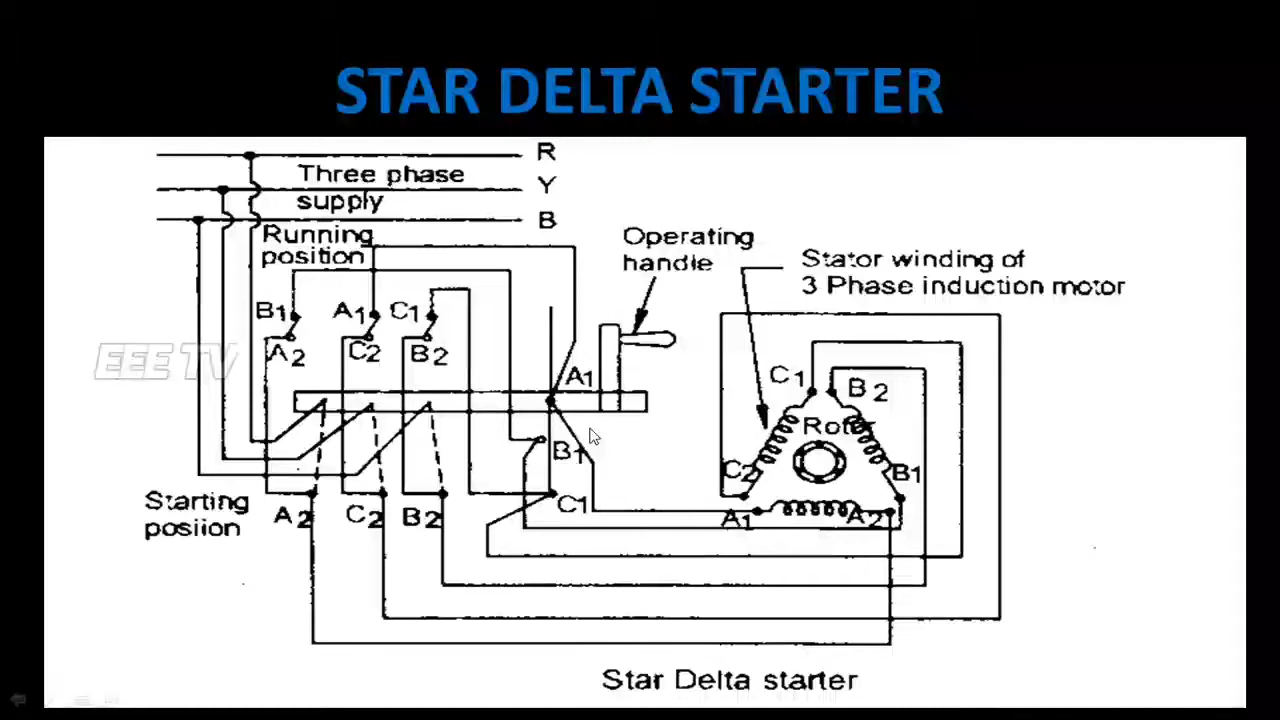 STAR DELTA STARTER
R
Three phase
Y
supply
B
Running
position
Operating
handle
Stator winding of
3 Phase induction motor
B1
A1
C1
A2
C2
B2
EEE TV
A1
C1
B2
Rotor
B1
C2
B1
A1
A2
Starting
posiion
A2
C2
B2
C1
Star Delta starter